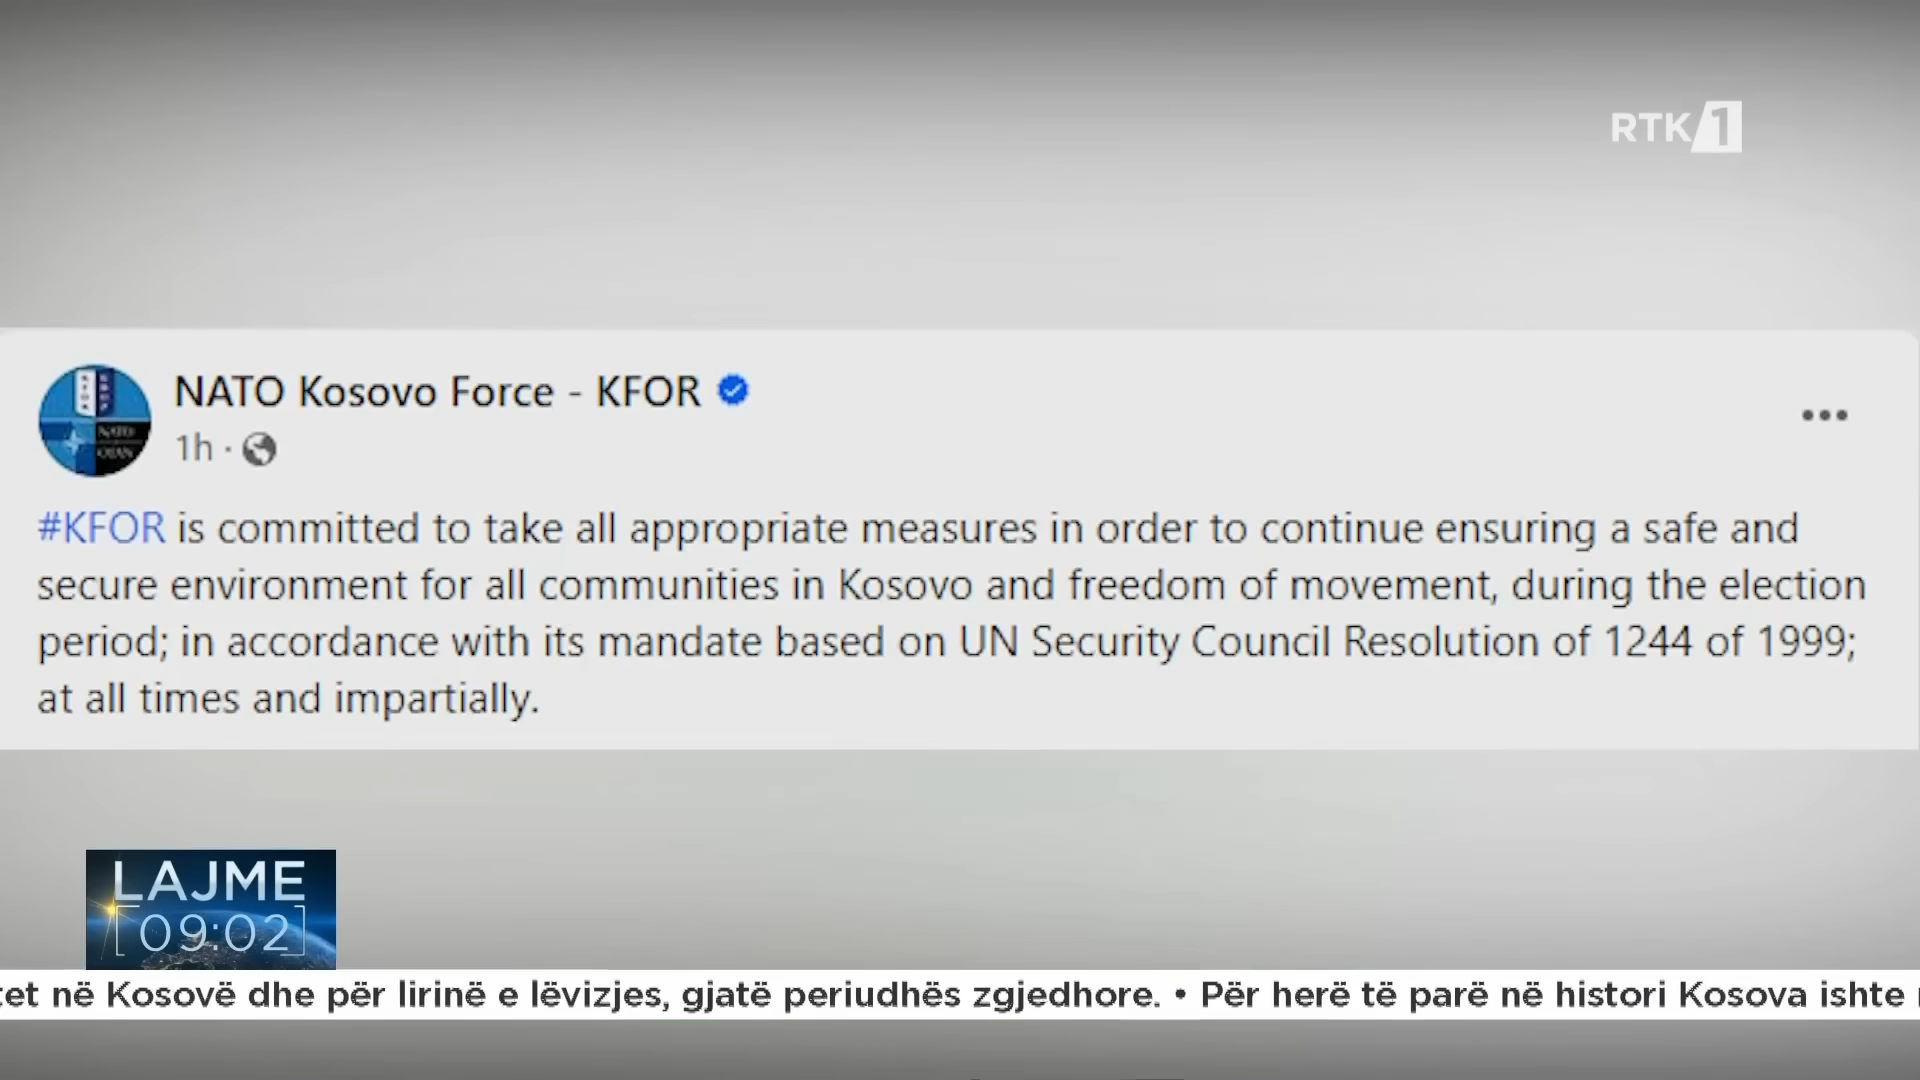 RTK 1
NATO Kosovo Force - KFOR
1h ·
#KFOR is committed to take all appropriate measures in order to continue ensuring a safe and
secure environment for all communities in Kosovo and freedom of movement, during the election
period; in accordance with its mandate based on UN Security Council Resolution of 1244 of 1999;
at all times and impartially.
LAJME
09:02
në Kosovë dhe për lirinë e lëvizjes, gjatë periudhës zgjedhore. • Për herë të parë në histori Kosova ishte